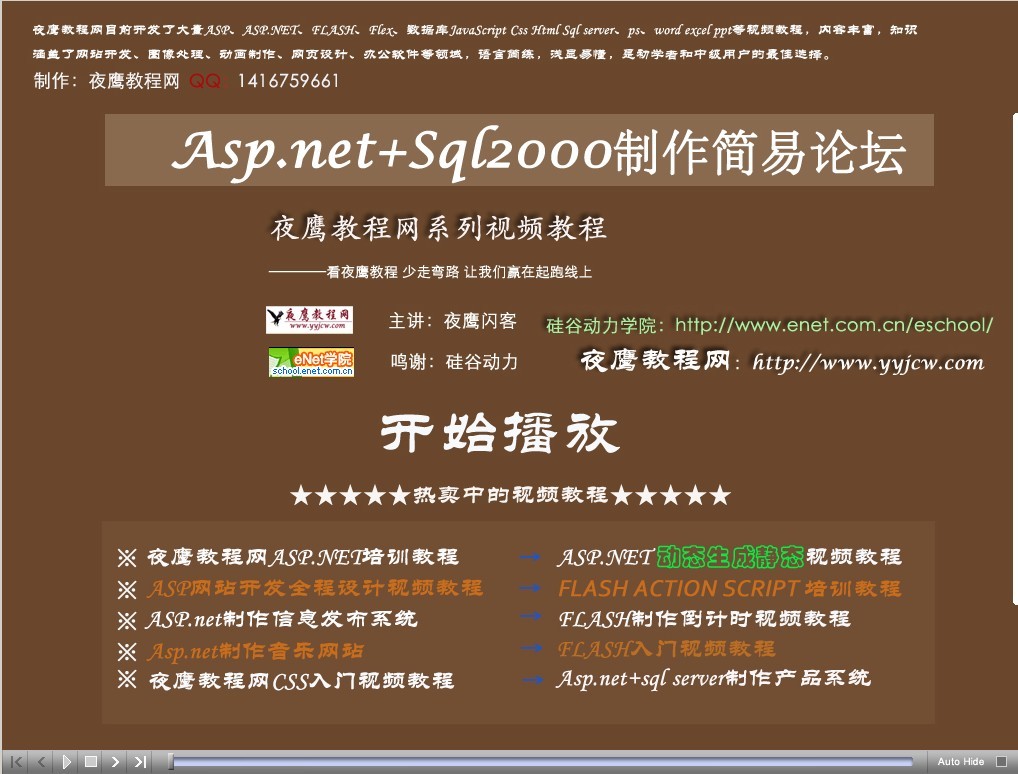 夜鹰教程网目前开发了大量ASP、ASP.NET、FLASH、Flex、数据库JavaScript Css Html Sql server、ps、word excel ppt等视频教程，内容丰富，知识
涵盖了网站开发、图像处理、动画制作、网页设计、办公软件等领域，语言简练，浅显易懂，是初学者和中级用户的最佳选择。
制作：夜鹰教程网 QQ：1416759661
Asp.net+Sql2000制作简易论坛
夜鹰教程网系列视频教程
————看夜鹰教程 少走弯路 让我们赢在起跑线上
夜鹰教程网
www.yyjcw.com
主讲：夜鹰闪客
硅谷动力学院：http://www.enet.com.cn/eschool/
eNet学院
school.enet.com.cn
鸣谢：硅谷动力
夜鹰教程网：http://www.yyjcw.com
开始播放
★★★★★热卖中的视频教程★★★★★
※ 夜鹰教程网ASP.NET培训教程
→ ASP.NET动态生成静态视频教程
※ ASP网站开发全程设计视频教程
→ FLASH ACTION SCRIPT 培训教程
※ ASP.net制作信息发布系统
→ FLASH制作倒计时视频教程
※ Asp.net制作音乐网站
→ FLASH入门视频教程
※ 夜鹰教程网CSS入门视频教程
→ Asp.net+sql server制作产品系统
Auto Hide